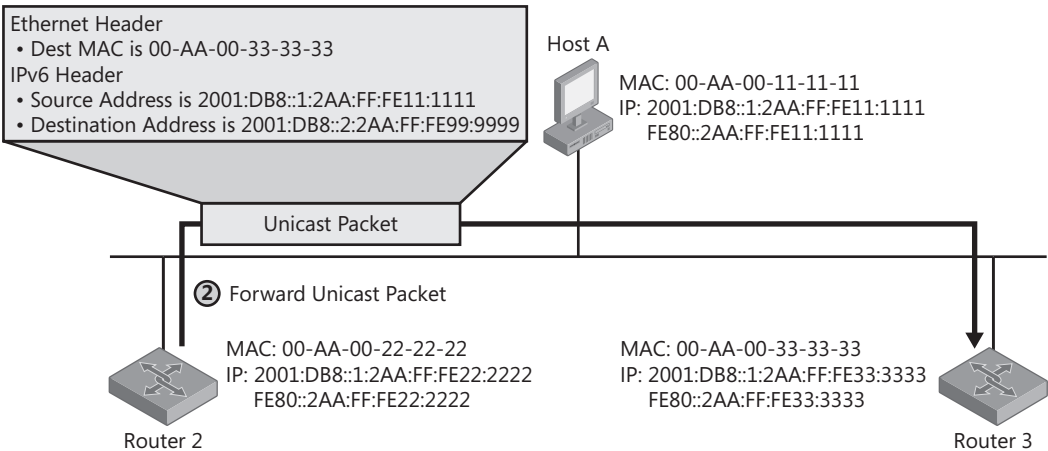 Ethernet Header
• Dest MAC is 00-AA-00-33-33-33
IPv6 Header
• Source Address is 2001:DB8::1:2AA:FF:FE11:1111
• Destination Address is 2001:DB8::2:2AA:FF:FE99:9999
Host A
MAC: 00-AA-00-11-11-11
IP: 2001:DB8::1:2AA:FF:FE11:1111
FE80::2AA:FF:FE11:1111
Unicast Packet
2 Forward Unicast Packet
MAC: 00-AA-00-22-22-22
IP: 2001:DB8::1:2AA:FF:FE22:2222
FE80::2AA:FF:FE22:2222
Router 2
MAC: 00-AA-00-33-33-33
IP: 2001:DB8::1:2AA:FF:FE33:3333
FE80::2AA:FF:FE33:3333
Router 3